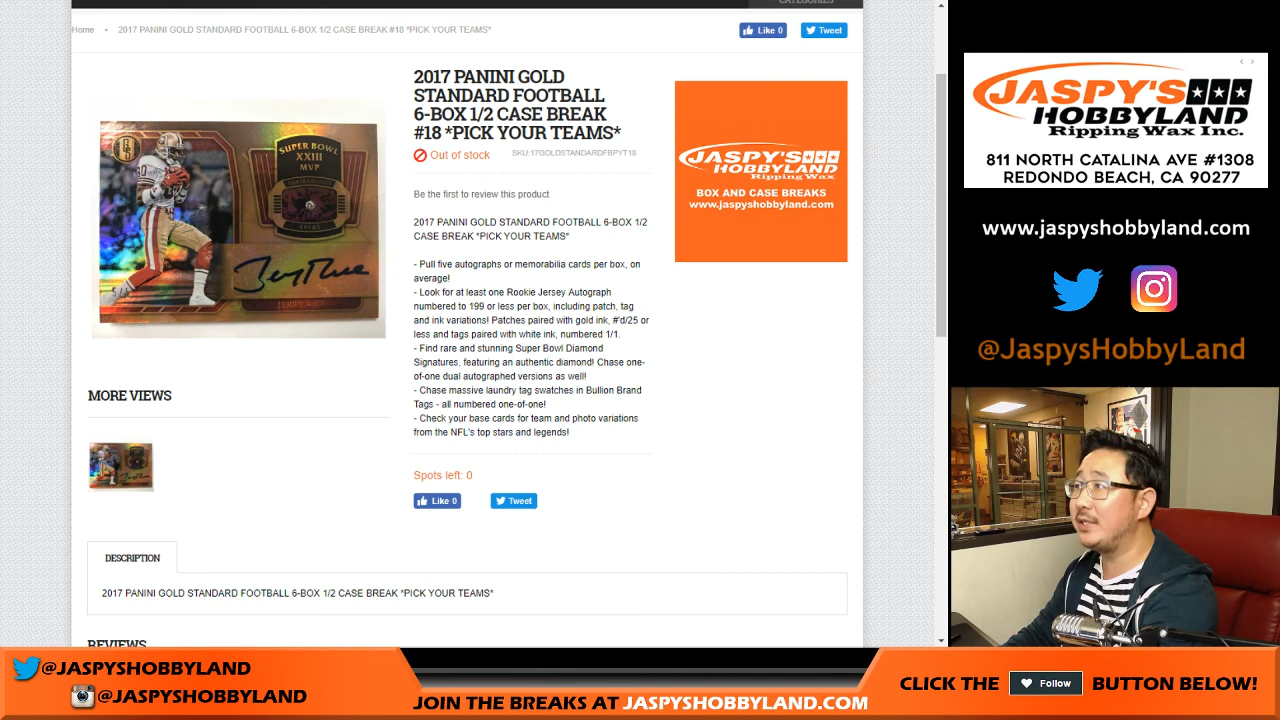 CATEGORIES
Home • 2017 PANINI GOLD STANDARD FOOTBALL 6-BOX 1/2 CASE BREAK #18 *PICK YOUR TEAMS*
Like 0
Tweet
2017 PANINI GOLD
STANDARD FOOTBALL
6-BOX 1/2 CASE BREAK
#18 *PICK YOUR TEAMS*
Out of stock
SKU:17GOLDSTANDARDFBPYT18
Be the first to review this product
2017 PANINI GOLD STANDARD FOOTBALL 6-BOX 1/2
CASE BREAK *PICK YOUR TEAMS*
- Pull five autographs or memorabilia cards per box, on
average!
- Look for at least one Rookie Jersey Autograph
numbered to 199 or less per box, including patch, tag
and ink variations! Patches paired with gold ink, #'d/25 or
less and tags paired with white ink, numbered 1/1.
- Find rare and stunning Super Bowl Diamond
Signatures, featuring an authentic diamond! Chase one-
of-one dual autographed versions as well!
- Chase massive laundry tag swatches in Bullion Brand
Tags - all numbered one-of-one!
- Check your base cards for team and photo variations
from the NFL's top stars and legends!
Spots left: 0
Like 0
Tweet
SUPER BOWL
XXIII
MVP
49ERS
Jerry Rice
JERRY RICE
MORE VIEWS
DESCRIPTION
2017 PANINI GOLD STANDARD FOOTBALL 6-BOX 1/2 CASE BREAK *PICK YOUR TEAMS*
REVIEWS
JASPY'S
HOBBYLAND
Ripping Wax
BOX AND CASE BREAKS
www.jaspyshobbyland.com
JASPY'S
HOBBYLAND
Ripping Wax Inc.
811 NORTH CATALINA AVE #1308
REDONDO BEACH, CA 90277
www.jaspyshobbyland.com
@JaspysHobbyLand
@JASPYSHOBBYLAND
@JASPYSHOBBYLAND
JOIN THE BREAKS AT JASPYSHOBBYLAND.COM
CLICK THE Follow BUTTON BELOW!